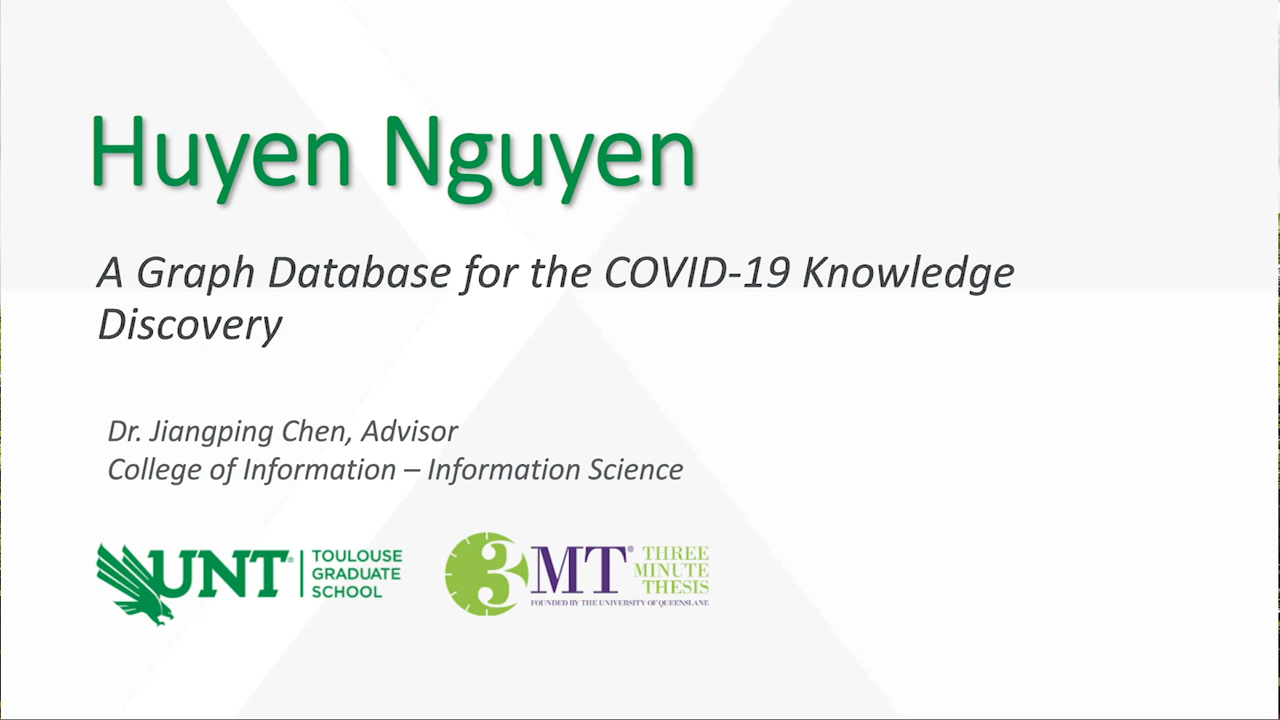 Huyen Nguyen
A Graph Database for the COVID-19 Knowledge
Discovery
Dr. Jiangping Chen, Advisor
College of Information – Information Science
UNT®
TOULOUSE
GRADUATE
SCHOOL
3MT®
THREE
MINUTE
THESIS
FOUNDED BY THE UNIVERSITY OF QUEENSLAND